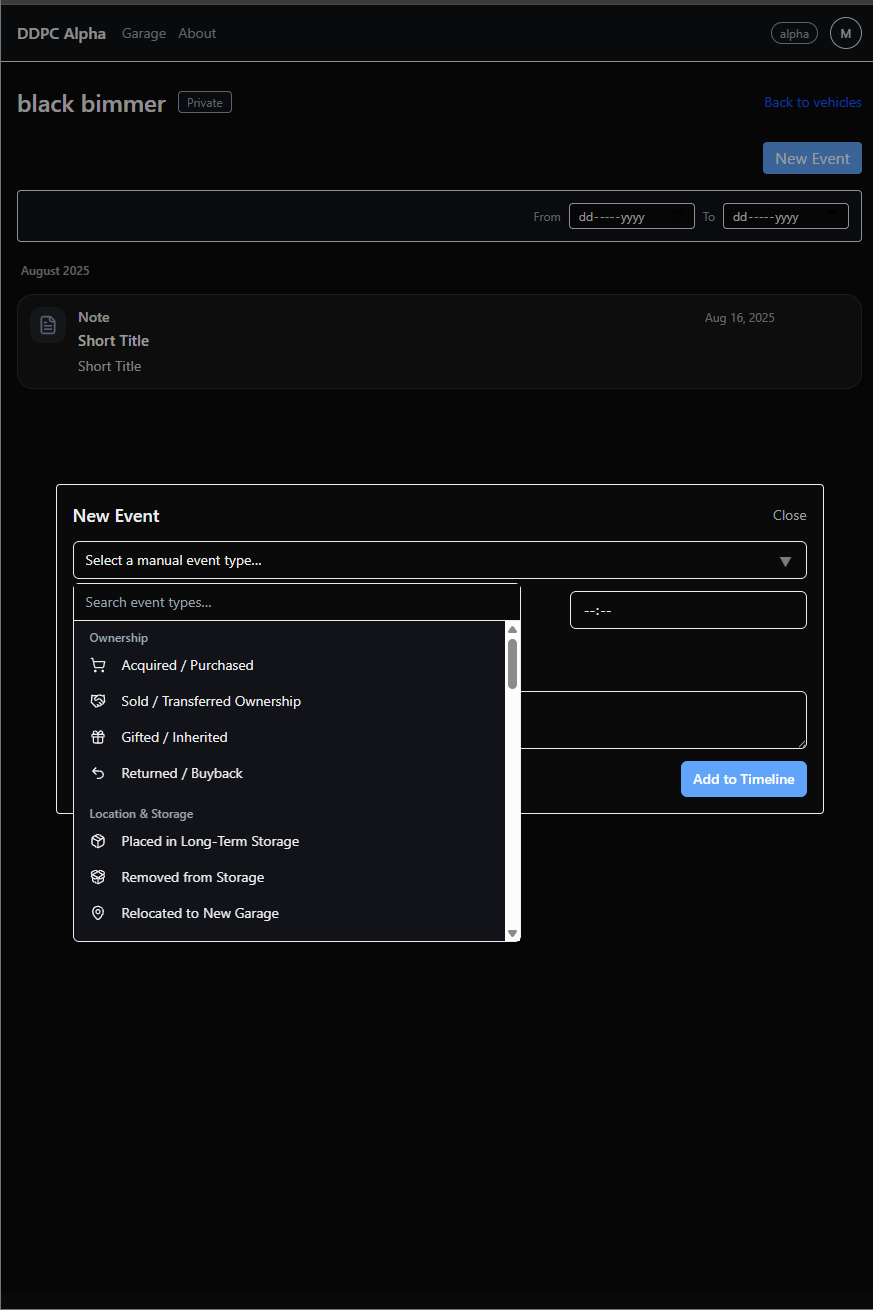 DDPC Alpha Garage About alpha M
black bimmer Private Back to vehicles
New Event
From dd-----yyyy To dd-----yyyy
August 2025
Note Aug 16, 2025
Short Title
Short Title
New Event Close
Select a manual event type...
Search event types... --:--
Ownership
Acquired / Purchased
Sold / Transferred Ownership
Gifted / Inherited
Returned / Buyback Add to Timeline
Location & Storage
Placed in Long-Term Storage
Removed from Storage
Relocated to New Garage